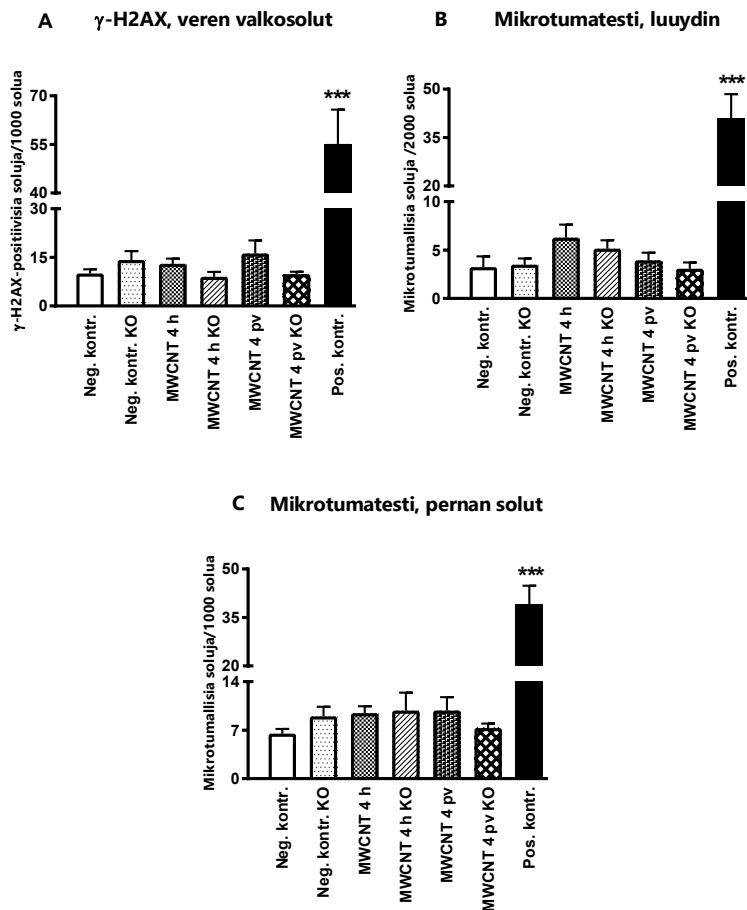 A γ-H2AX, veren valkosolut
γ-H2AX-positiivisia soluja/1000 solua
70
55
40
30
15
0
***
Neg. kontr.
Neg. kontr. KO
MWCNT 4 h
MWCNT 4 h KO
MWCNT 4 pv
MWCNT 4 pv KO
Pos. kontr.
B Mikrotumatesti, luuydin
Mikrotumallisia soluja /2000 solua
50
35
20
10
5
0
***
Neg. kontr.
Neg. kontr. KO
MWCNT 4 h
MWCNT 4 h KO
MWCNT 4 pv
MWCNT 4 pv KO
Pos. kontr.
C Mikrotumatesti, pernan solut
Mikrotumallisia soluja/1000 solua
50
35
20
14
7
0
***
Neg. kontr.
Neg. kontr. KO
MWCNT 4 h
MWCNT 4 h KO
MWCNT 4 pv
MWCNT 4 pv KO
Pos. kontr.